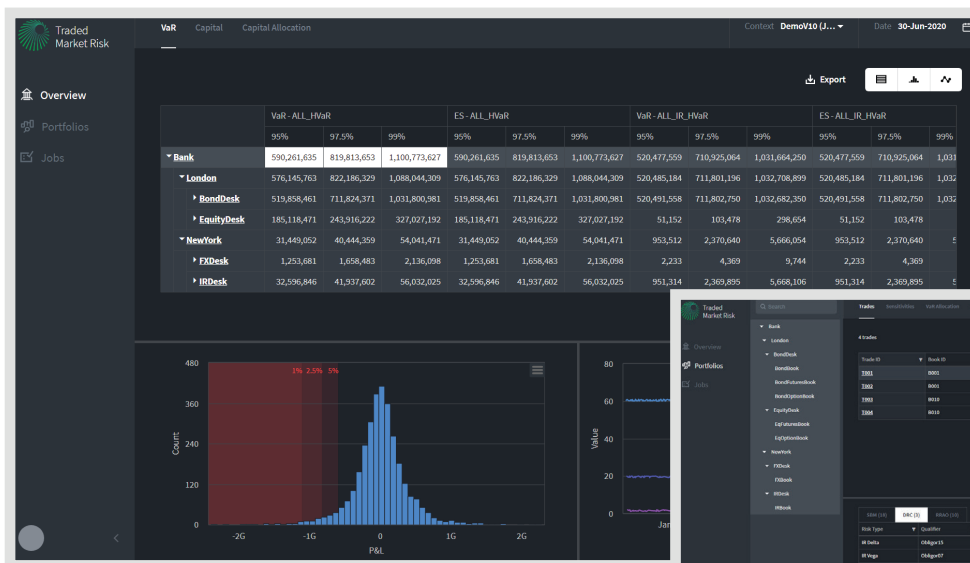 Traded
Market Risk
VaR Capital Capital Allocation
Context DemoV10 (J... Date 30-Jun-2020
Overview
Portfolios
Jobs
Export
VaR - ALL_HVaR ES - ALL_HVaR VaR - ALL_IR_HVaR ES - ALL_IR_HVaR
95% 97.5% 99% 95% 97.5% 99% 95% 97.5% 99% 95% 97.5% 99%
Bank 590,261,635 819,813,653 1,100,773,627 590,261,635 819,813,653 1,100,773,627 520,477,559 710,925,064 1,031,664,250 520,477,559 710,925,064 1,031
London 576,145,763 822,186,329 1,088,044,309 576,145,763 822,186,329 1,088,044,309 520,485,184 711,801,196 1,032,708,899 520,485,184 711,801,196 1,032
BondDesk 519,858,461 711,824,371 1,031,800,981 519,858,461 711,824,371 1,031,800,981 520,491,558 711,802,750 1,032,682,350 520,491,558 711,802,750 1,032
EquityDesk 185,118,471 243,916,222 327,027,192 185,118,471 243,916,222 327,027,192 51,152 103,478 298,654 51,152 103,478
NewYork 31,449,052 40,444,359 54,041,471 31,449,052 40,444,359 54,041,471 953,512 2,370,640 5,666,054 953,512 2,370,640 5
FXDesk 1,253,681 1,658,483 2,136,098 1,253,681 1,658,483 2,136,098 2,233 4,369 9,744 2,233 4,369
IRDesk 32,596,846 41,937,602 56,032,025 32,596,846 41,937,602 56,032,025 951,314 2,369,895 5,668,106 951,314 2,369,895 5
480
360
240
120
0
Count
1% 2.5% 5%
-2G -1G 0 1G 2G
P&L
80
60
40
20
0
Value
Jan
Traded
Market Risk
Overview
Portfolios
Jobs
Search
Bank
London
BondDesk
BondBook
BondFuturesBook
BondOptionBook
EquityDesk
EqFuturesBook
EqOptionBook
NewYork
FXDesk
FXBook
IRDesk
IRBook
Trades Sensitivities VaR Allocation
4 trades
Trade ID Book ID
T001 B001
T002 B001
T003 B010
T004 B010
SBM (18) DRC (3) RRAO (10)
Risk Type Qualifier
IR Delta Obligor15
IR Vega Obligor07